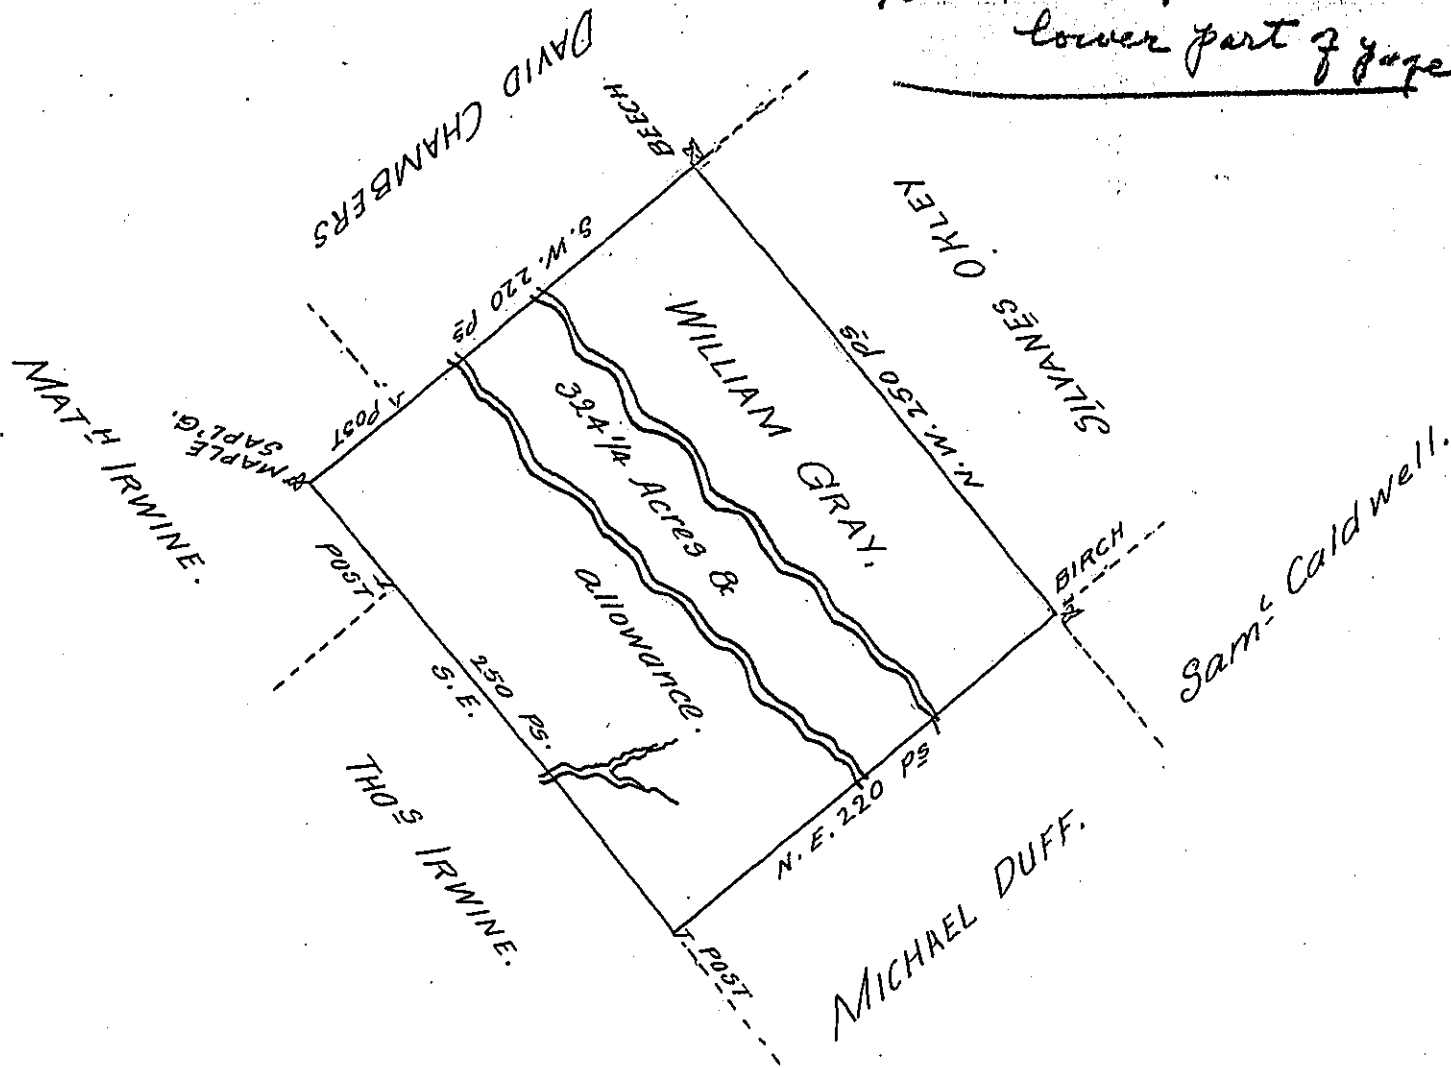 lower part of page
DAVID CHAMBERS
BEECH
SILVANES OKLEY
S.W. 220 PS
N.W. 250 PS
WILLIAM GRAY.
324 1/4 Acres &
allowance.
POST
MAPLE
SAPL'G.
MATH IRWINE.
POST
250 PS.
S.E.
THOS IRWINE.
BIRCH
Saml Caldwell.
N.E. 220 PS
POST
MICHAEL DUFF.